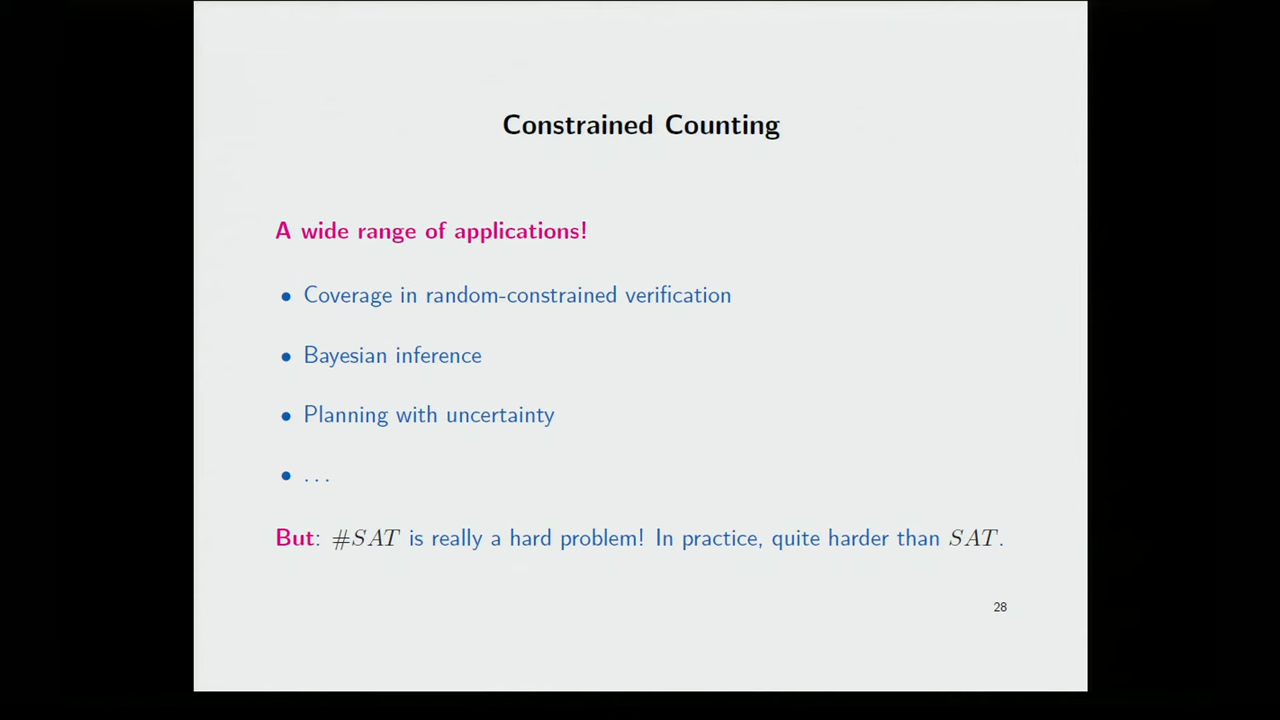 Constrained Counting
A wide range of applications!
• Coverage in random-constrained verification
• Bayesian inference
• Planning with uncertainty
• . . .
But: #SAT is really a hard problem! In practice, quite harder than SAT.
28